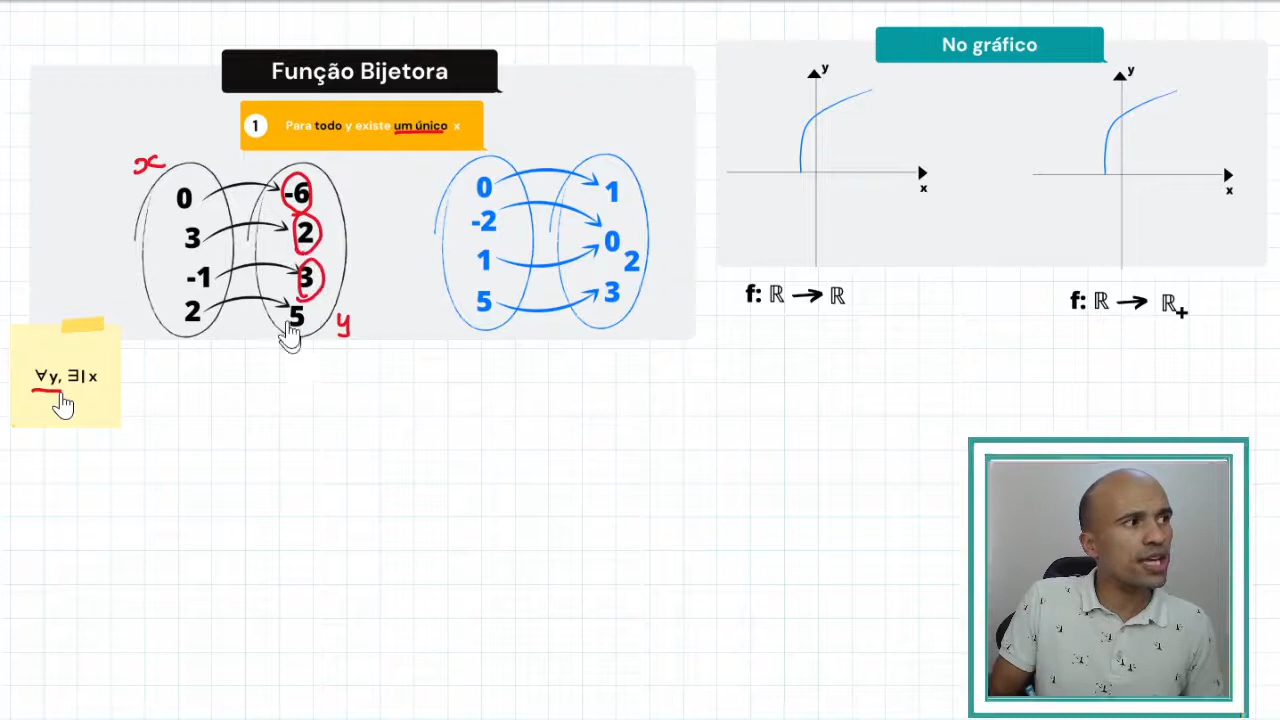 Função Bijetora
1 Para todo y existe um único x
x
0
3
-1
2
-6
2
3
5
y
0
-2
1
5
1
0
2
3
∀y, ∃| x
No gráfico
y
x
f: ℝ → ℝ
y
x
f: ℝ → ℝ₊